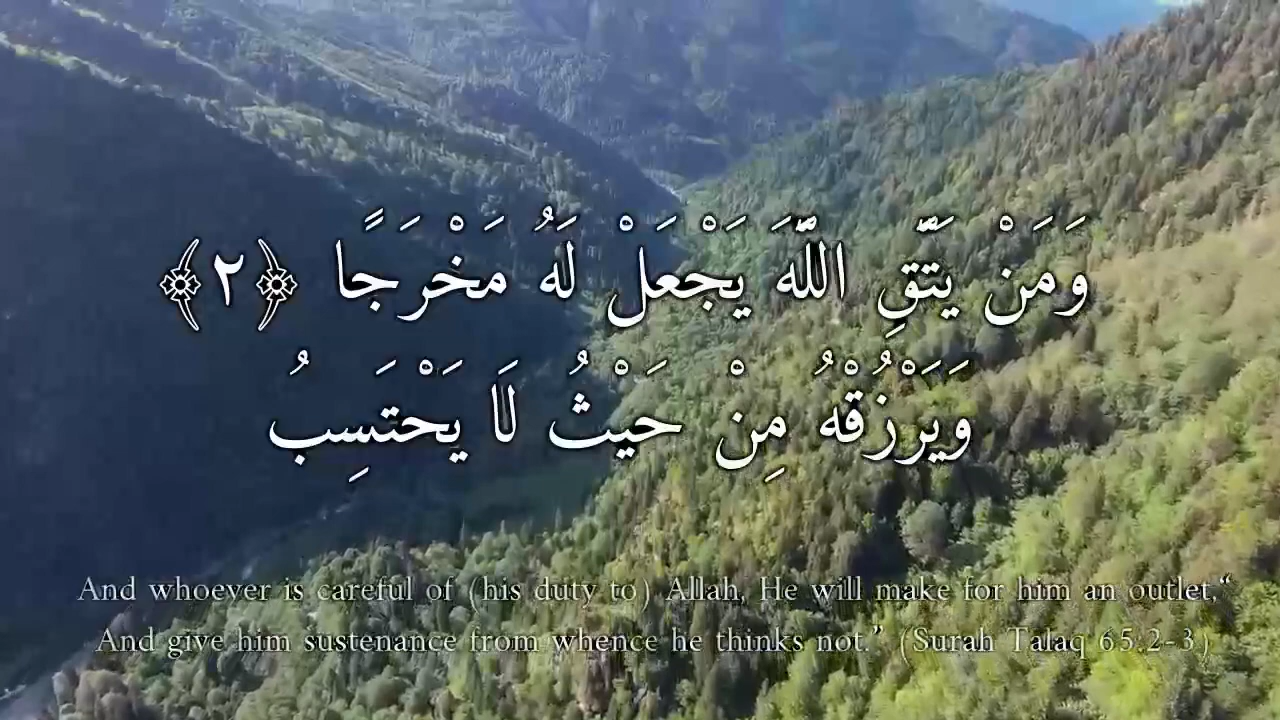 وَمَنْ يَتَّقِ اللَّهَ يَجْعَلْ لَهُ مَخْرَجًا ﴿٢﴾
وَيَرْزُقْهُ مِنْ حَيْثُ لَا يَحْتَسِبُ
And whoever is careful of (his duty to) Allah, He will make for him an outlet,“
And give him sustenance from whence he thinks not.” (Surah Talaq 65:2-3)